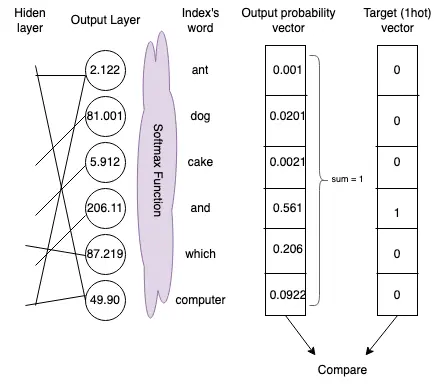 Hiden layer
Output Layer
Index's word
Output probability vector
Target (1hot) vector
2.122
ant
0.001
0
81.001
dog
0.0201
0
5.912
cake
0.0021
0
206.11
and
0.561
1
87.219
which
0.206
0
49.90
computer
0.0922
0
Softmax Function
sum = 1
Compare